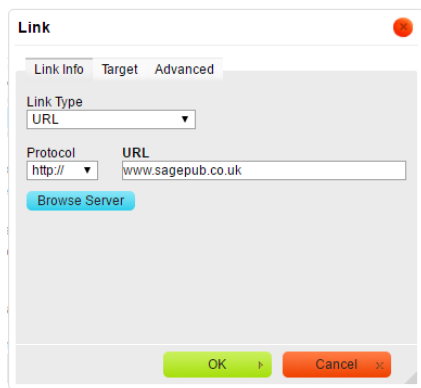 Link
Link Info Target Advanced
Link Type
URL
Protocol URL
http:// www.sagepub.co.uk
Browse Server
OK Cancel